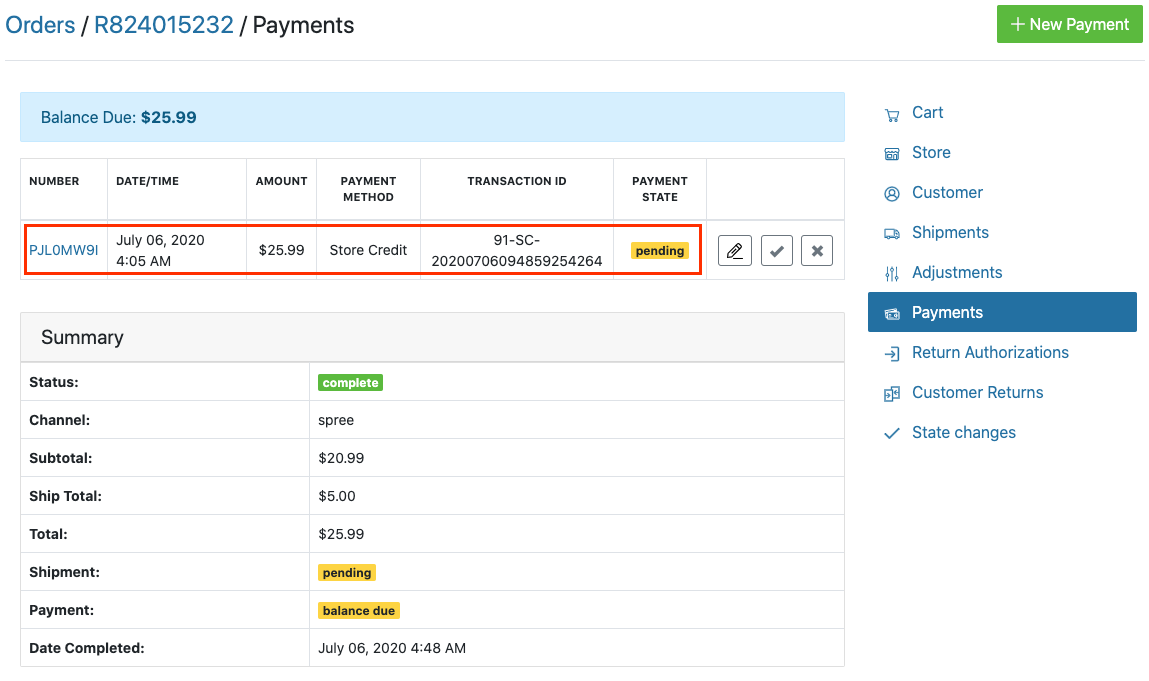 Orders / R824015232 / Payments
New Payment
Balance Due: $25.99
NUMBER DATE/TIME AMOUNT PAYMENT METHOD TRANSACTION ID PAYMENT STATE
PJL0MW9I July 06, 2020 4:05 AM $25.99 Store Credit 91-SC-20200706094859254264 pending
Summary
Status: complete
Channel: spree
Subtotal: $20.99
Ship Total: $5.00
Total: $25.99
Shipment: pending
Payment: balance due
Date Completed: July 06, 2020 4:48 AM
Cart
Store
Customer
Shipments
Adjustments
Payments
Return Authorizations
Customer Returns
State changes